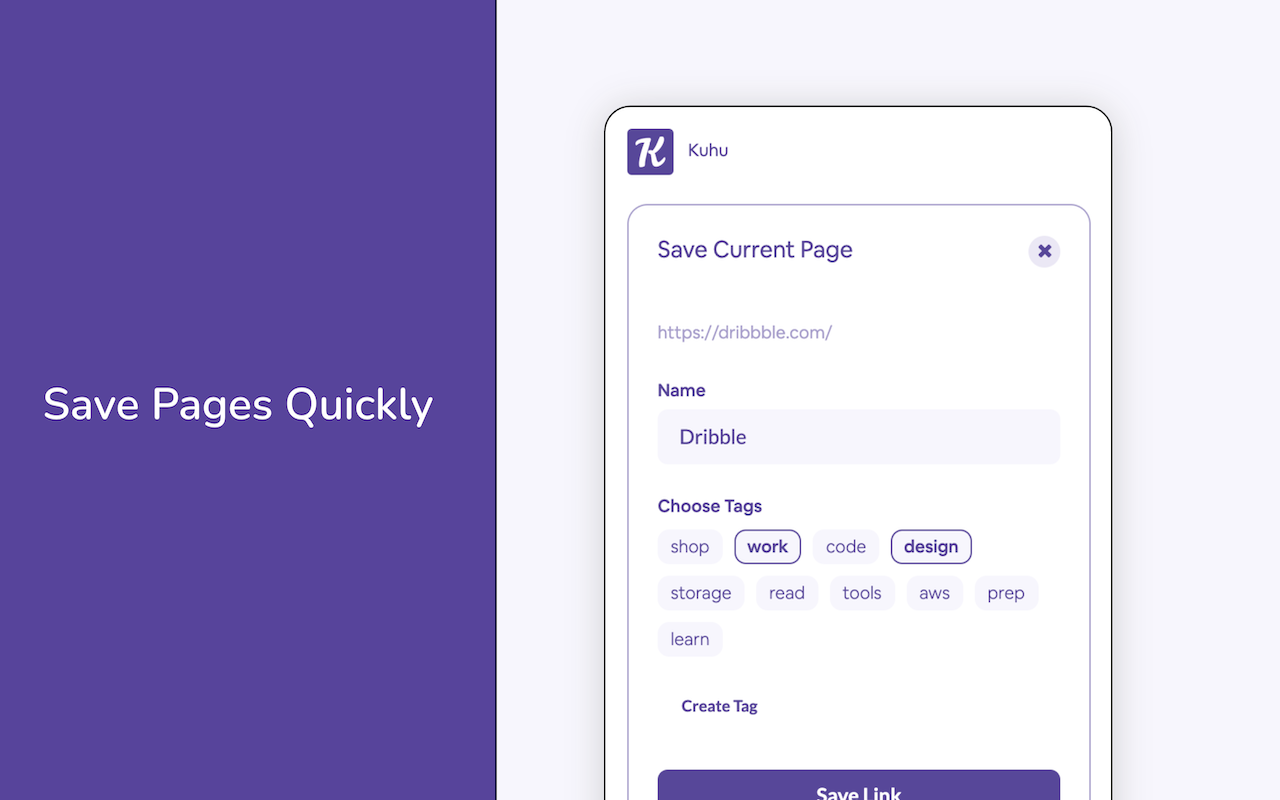 Save Pages Quickly
K Kuhu
Save Current Page
https://dribbble.com/
Name
Dribble
Choose Tags
shop work code design
storage read tools aws prep
learn
Create Tag
Save Link